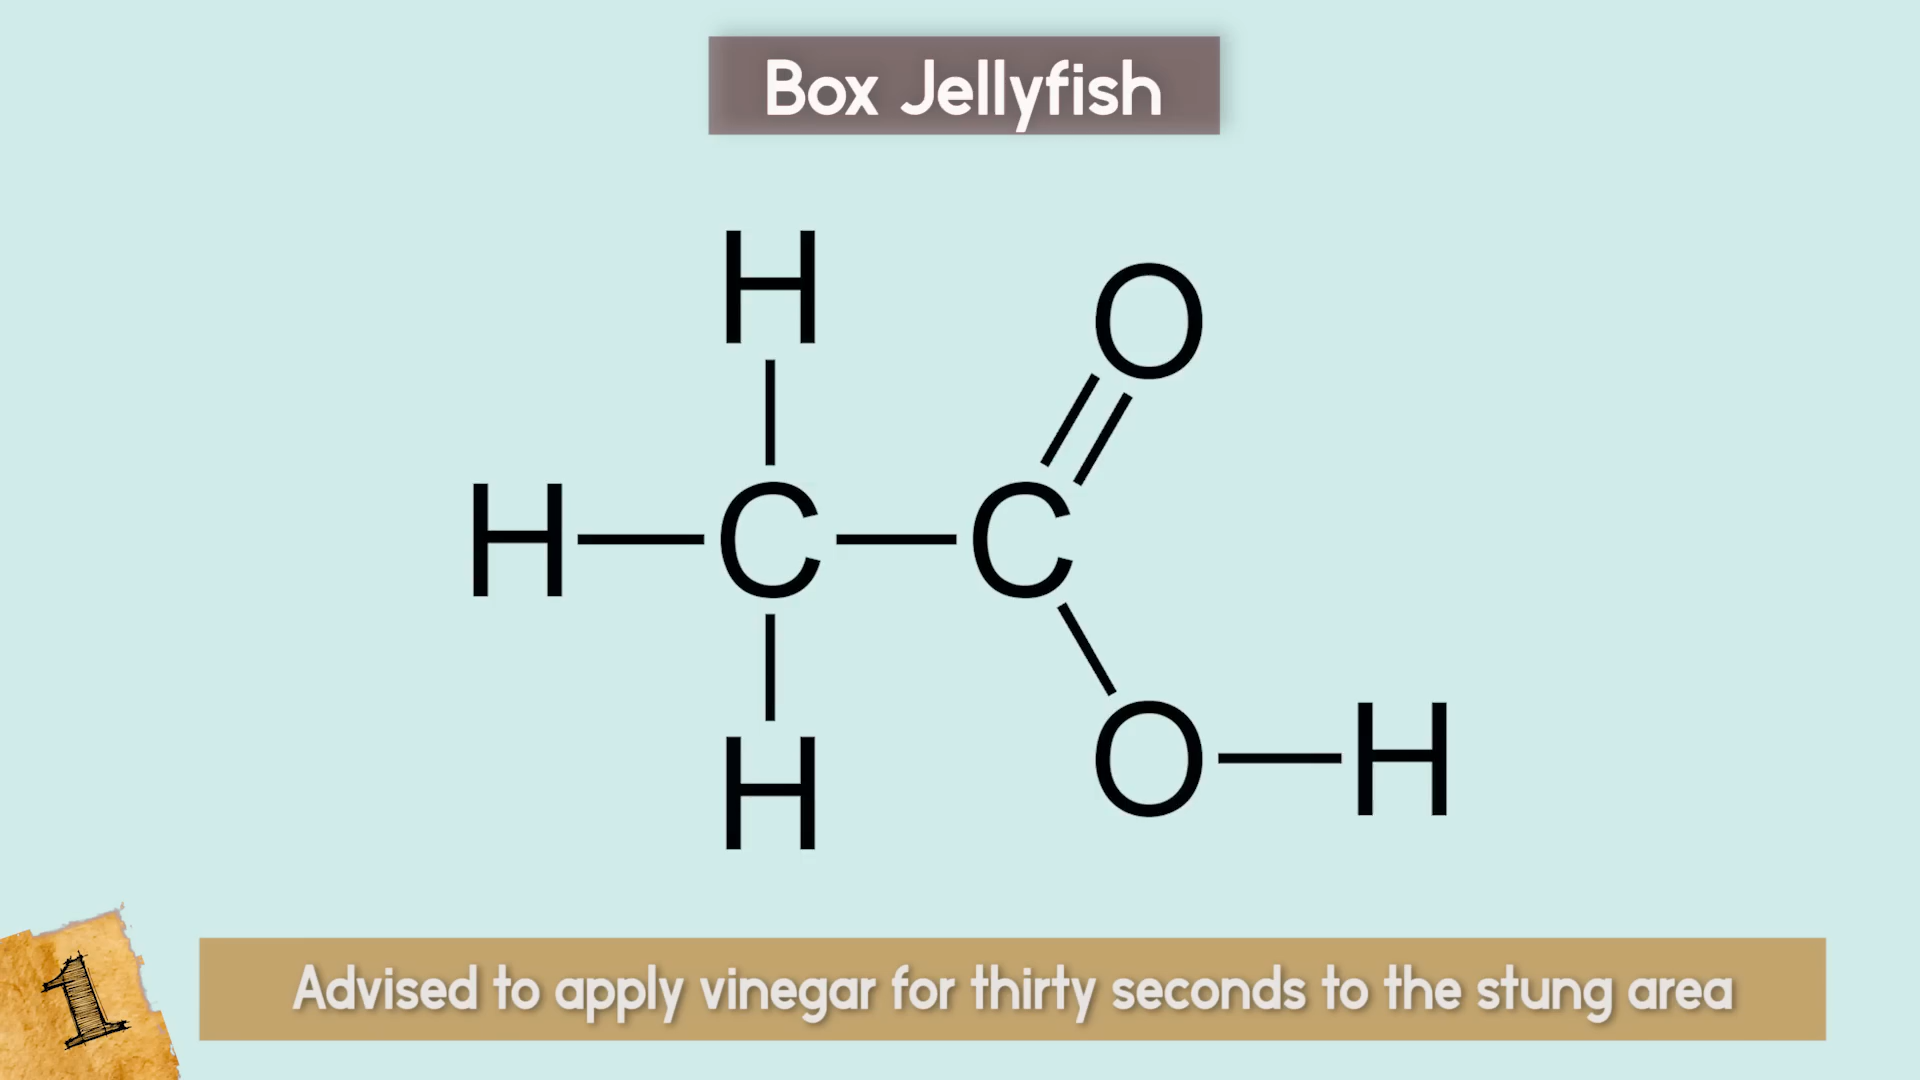 Box Jellyfish
H
O
H C C
H
O H
1
Advised to apply vinegar for thirty seconds to the stung area